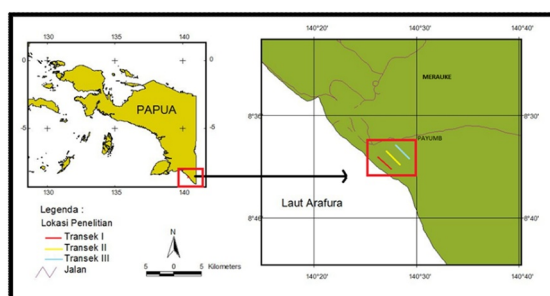 130 135 140
0 0
PAPUA
-5 -5
130 135 140
Legenda :
Lokasi Penelitian
Transek I
Transek II
Transek III
Jalan
N
5 0 5 Kilometers
140°20' 140°30' 140°40'
MERAUKE
8°30' 8°30'
PAYUMB
Laut Arafura
8°40' 8°40'
140°20' 140°30' 140°40'